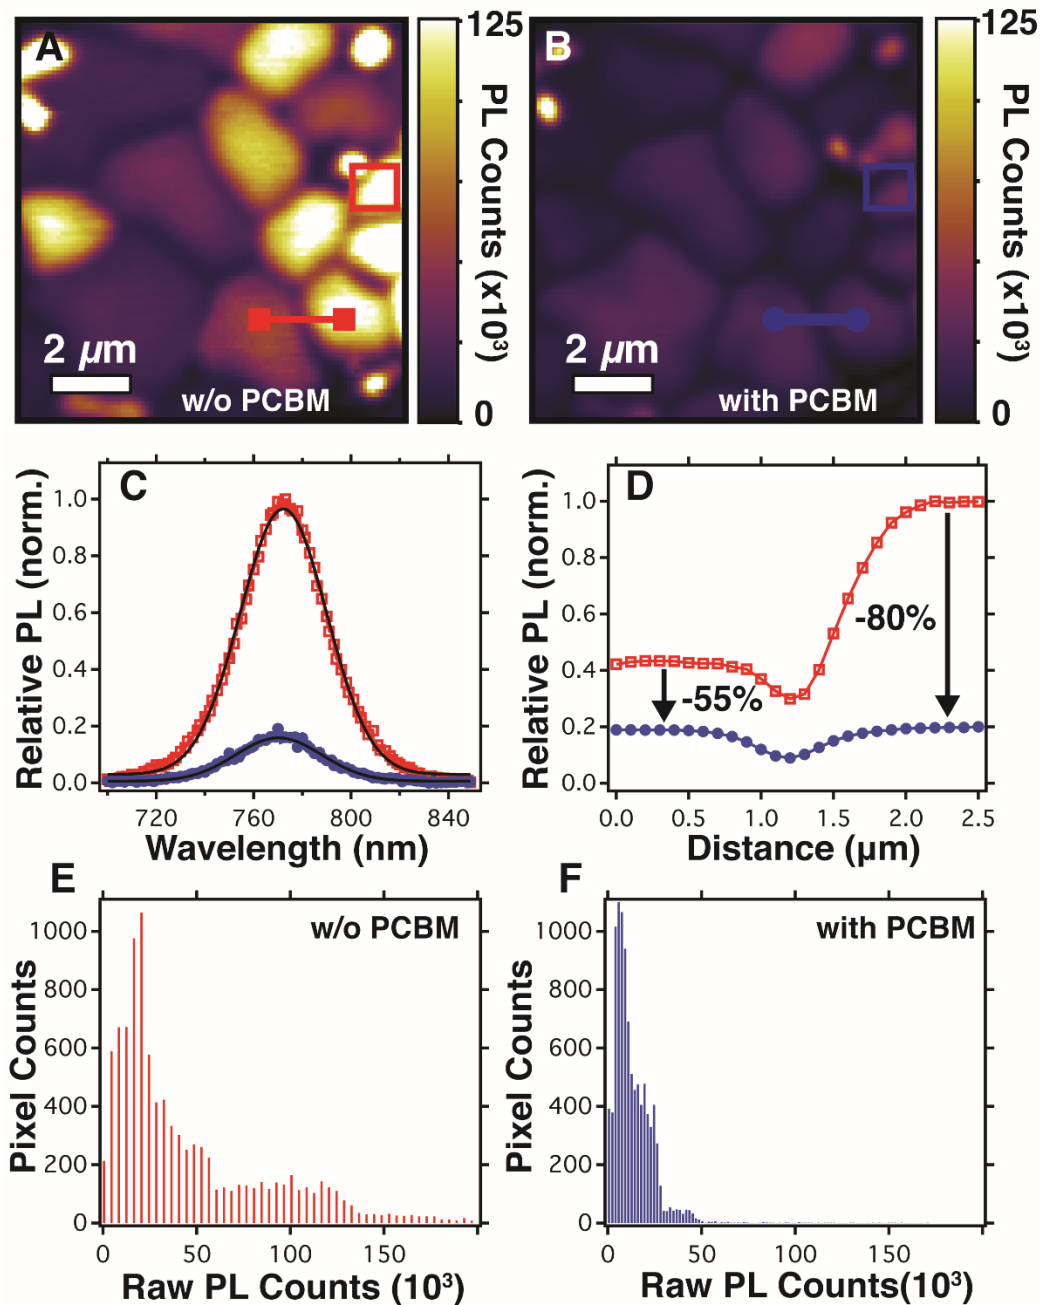 A
125
PL Counts (x10³)
0
2 µm
w/o PCBM
B
125
PL Counts (x10³)
0
2 µm
with PCBM
C
Relative PL (norm.)
1.0
0.8
0.6
0.4
0.2
0.0
720
760
800
840
Wavelength (nm)
D
Relative PL (norm.)
1.0
0.8
0.6
0.4
0.2
0.0
-80%
-55%
0.0
0.5
1.0
1.5
2.0
2.5
Distance (µm)
E
w/o PCBM
Pixel Counts
1000
800
600
400
200
0
0
50
100
150
Raw PL Counts (10³)
F
with PCBM
Pixel Counts
1000
800
600
400
200
0
0
50
100
150
Raw PL Counts(10³)